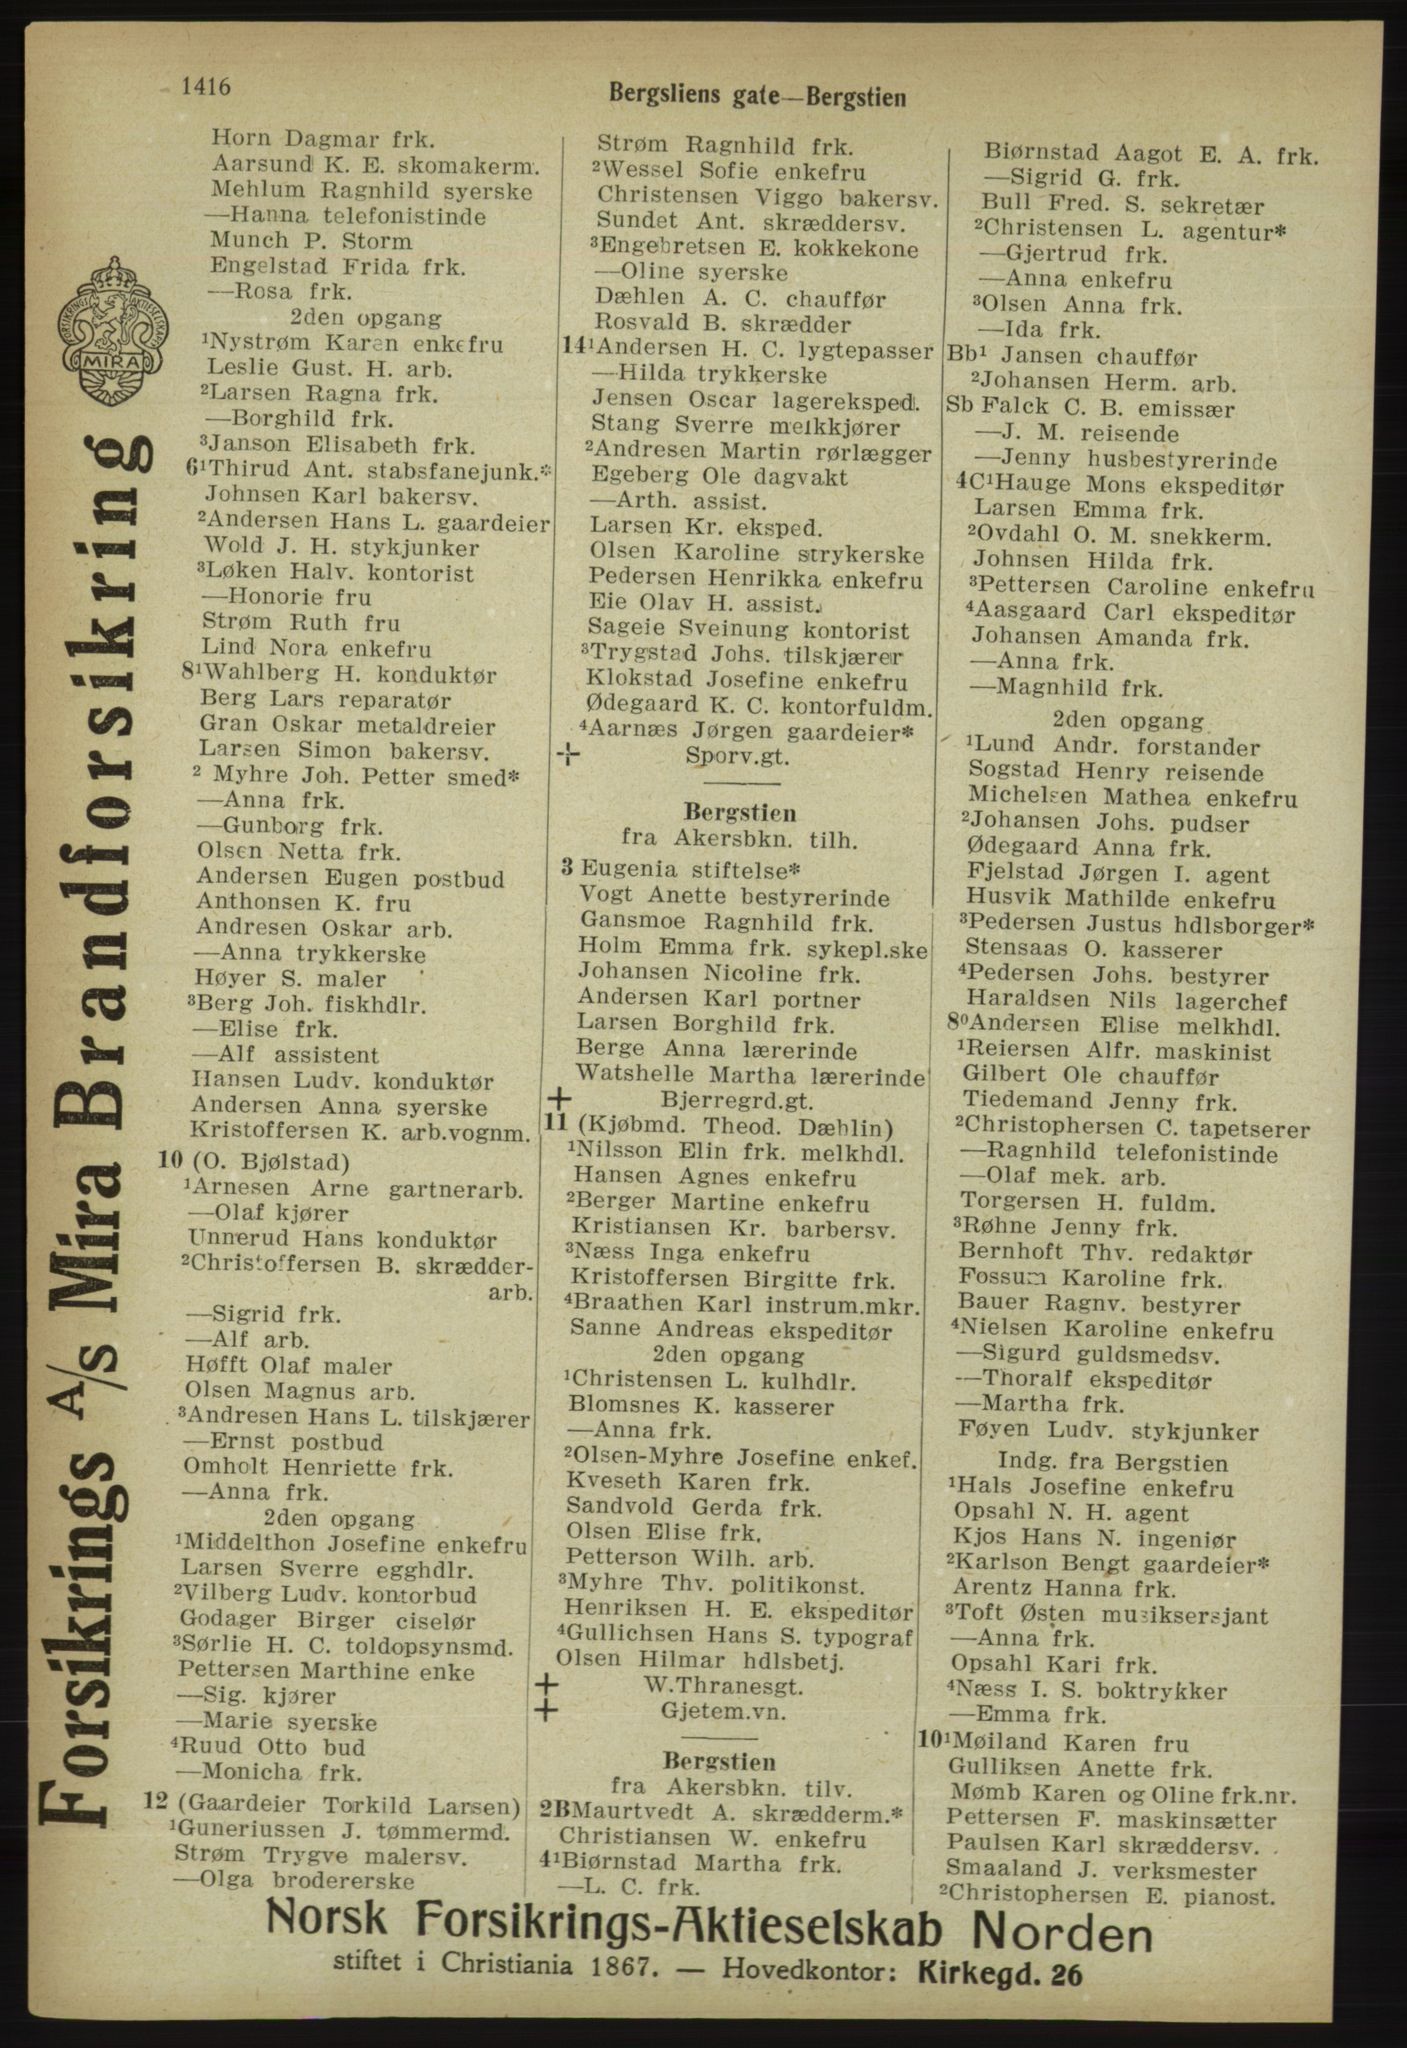 1416
Bergsliens gate—Bergstien
Horn Dagmar frk.
Aarsund K. E. skomakerm.
Mehlum Ragnhild syerske
—Hanna telefonistinde
Munch P. Storm
Engelstad Frida frk.
—Rosa frk.
2den opgang
¹Nystrøm Karen enkefru
Leslie Gust. H. arb.
²Larsen Ragna frk.
—Borghild frk.
³Janson Elisabeth frk.
6¹Thirud Ant. stabsfanejunk.*
Johnsen Karl bakersv.
²Andersen Hans L. gaardeier
Wold J. H. stykjunker
³Løken Halv. kontorist
—Honorie fru
Strøm Ruth fru
Lind Nora enkefru
8¹Wahlberg H. konduktør
Berg Lars reparatør
Gran Oskar metaldreier
Larsen Simon bakersv.
² Myhre Joh. Petter smed*
—Anna frk.
—Gunborg frk.
Olsen Netta frk.
Andersen Eugen postbud
Anthonsen K. fru
Andresen Oskar arb.
—Anna trykkerske
Høyer S. maler
³Berg Joh. fiskhdlr.
—Elise frk.
—Alf assistent
Hansen Ludv. konduktør
Andersen Anna syerske
Kristoffersen K. arb.vognm.
10 (O. Bjølstad)
¹Arnesen Arne gartnerarb.
—Olaf kjører
Unnerud Hans konduktør
²Christoffersen B. skrædder-
arb.
—Sigrid frk.
—Alf arb.
Høfft Olaf maler
Olsen Magnus arb.
³Andresen Hans L. tilskjærer
—Ernst postbud
Omholt Henriette frk.
—Anna frk.
2den opgang
¹Middelthon Josefine enkefru
Larsen Sverre egghdlr.
²Vilberg Ludv. kontorbud
Godager Birger ciselør
³Sørlie H. C. toldopsynsmd.
Pettersen Marthine enke
—Sig. kjører
—Marie syerske
⁴Ruud Otto bud
—Monicha frk.
12 (Gaardeier Torkild Larsen)
¹Guneriussen J. tømmermd.
Strøm Trygve malersv.
—Olga brodererske
Strøm Ragnhild frk.
²Wessel Sofie enkefru
Christensen Viggo bakersv.
Sundet Ant. skræddersv.
³Engebretsen E. kokkekone
—Oline syerske
Dæhlen A. C. chauffør
Rosvald B. skrædder
14¹Andersen H. C. lygtepasser
—Hilda trykkerske
Jensen Oscar lagereksped.
Stang Sverre melkkjører
²Andresen Martin rørlægger
Egeberg Ole dagvakt
—Arth. assist.
Larsen Kr. eksped.
Olsen Karoline strykerske
Pedersen Henrikka enkefru
Eie Olav H. assist.
Sageie Sveinung kontorist
³Trygstad Johs. tilskjærer
Klokstad Josefine enkefru
Ødegaard K. C. kontorfuldm.
⁴Aarnæs Jørgen gaardeier*
+ Sporv.gt.
Bergstien
fra Akersbkn. tilh.
3 Eugenia stiftelse*
Vogt Anette bestyrerinde
Gansmoe Ragnhild frk.
Holm Emma frk. sykepl.ske
Johansen Nicoline frk.
Andersen Karl portner
Larsen Borghild frk.
Berge Anna lærerinde
Watshelle Martha lærerinde
+ Bjerregrd.gt.
11 (Kjøbmd. Theod. Dæhlin)
¹Nilsson Elin frk. melkhdl.
Hansen Agnes enkefru
²Berger Martine enkefru
Kristiansen Kr. barbersv.
³Næss Inga enkefru
Kristoffersen Birgitte frk.
⁴Braathen Karl instrum.mkr.
Sanne Andreas ekspeditør
2den opgang
¹Christensen L. kulhdlr.
Blomsnes K. kasserer
—Anna frk.
²Olsen-Myhre Josefine enkef.
Kveseth Karen frk.
Sandvold Gerda frk.
Olsen Elise frk.
Petterson Wilh. arb.
³Myhre Thv. politikonst.
Henriksen H. E. ekspeditør
⁴Gullichsen Hans S. typograf
Olsen Hilmar hdlsbetj.
+ W.Thranesgt.
+ Gjetem.vn.
Bergstien
fra Akersbkn. tilv.
2BMaurtvedt A. skrædderm.*
Christiansen W. enkefru
4¹Biørnstad Martha frk.
—L. C. frk.
Biørnstad Aagot E. A. frk.
—Sigrid G. frk.
Bull Fred. S. sekretær
²Christensen L. agentur*
—Gjertrud frk.
—Anna enkefru
³Olsen Anna frk.
—Ida frk.
Bb¹ Jansen chauffør
²Johansen Herm. arb.
Sb Falck C. B. emissær
—J. M. reisende
—Jenny husbestyrerinde
4C¹Hauge Mons ekspeditør
Larsen Emma frk.
²Ovdahl O. M. snekkerm.
Johnsen Hilda frk.
³Pettersen Caroline enkefru
⁴Aasgaard Carl ekspeditør
Johansen Amanda frk.
—Anna frk.
—Magnhild frk.
2den opgang
¹Lund Andr. forstander
Sogstad Henry reisende
Michelsen Mathea enkefru
²Johansen Johs. pudser
Ødegaard Anna frk.
Fjelstad Jørgen I. agent
Husvik Mathilde enkefru
³Pedersen Justus hdlsborger*
Stensaas O. kasserer
⁴Pedersen Johs. bestyrer
Haraldsen Nils lagerchef
8⁰Andersen Elise melkhdl.
¹Reiersen Alfr. maskinist
Gilbert Ole chauffør
Tiedemand Jenny frk.
²Christophersen C. tapetserer
—Ragnhild telefonistinde
—Olaf mek. arb.
Torgersen H. fuldm.
³Røhne Jenny frk.
Bernhoft Thv. redaktør
Fossum Karoline frk.
Bauer Ragnv. bestyrer
⁴Nielsen Karoline enkefru
—Sigurd guldsmedsv.
—Thoralf ekspeditør
—Martha frk.
Føyen Ludv. stykjunker
Indg. fra Bergstien
¹Hals Josefine enkefru
Opsahl N. H. agent
Kjos Hans N. ingeniør
²Karlson Bengt gaardeier*
Arentz Hanna frk.
³Toft Østen musiksersjant
—Anna frk.
Opsahl Kari frk.
⁴Næss I. S. boktrykker
—Emma frk.
10¹Møiland Karen fru
Gulliksen Anette frk.
Mømb Karen og Oline frk.nr.
Pettersen F. maskinsætter
Paulsen Karl skræddersv.
Smaaland J. verksmester
²Christophersen E. pianost.
Forsikrings A/s Mira Brandforsikring
FORSIKRINGS AKTIESELSKAB
MIRA
Norsk Forsikrings-Aktieselskab Norden
stiftet i Christiania 1867. — Hovedkontor: Kirkegd. 26